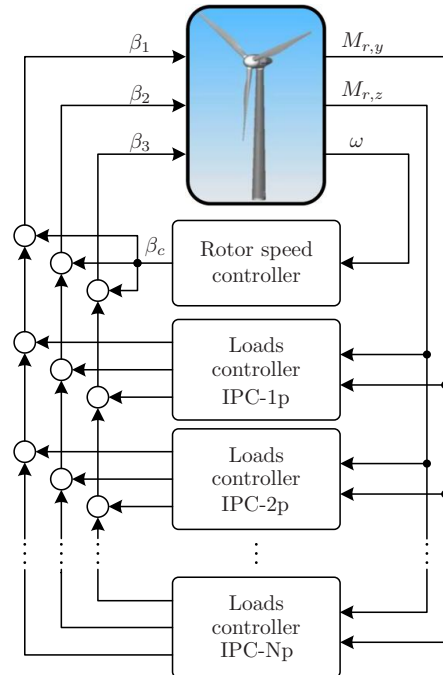 β₁
M_{r,y}
β₂
M_{r,z}
β₃
ω
β_c
Rotor speed
controller
Loads
controller
IPC-1p
Loads
controller
IPC-2p
Loads
controller
IPC-Np